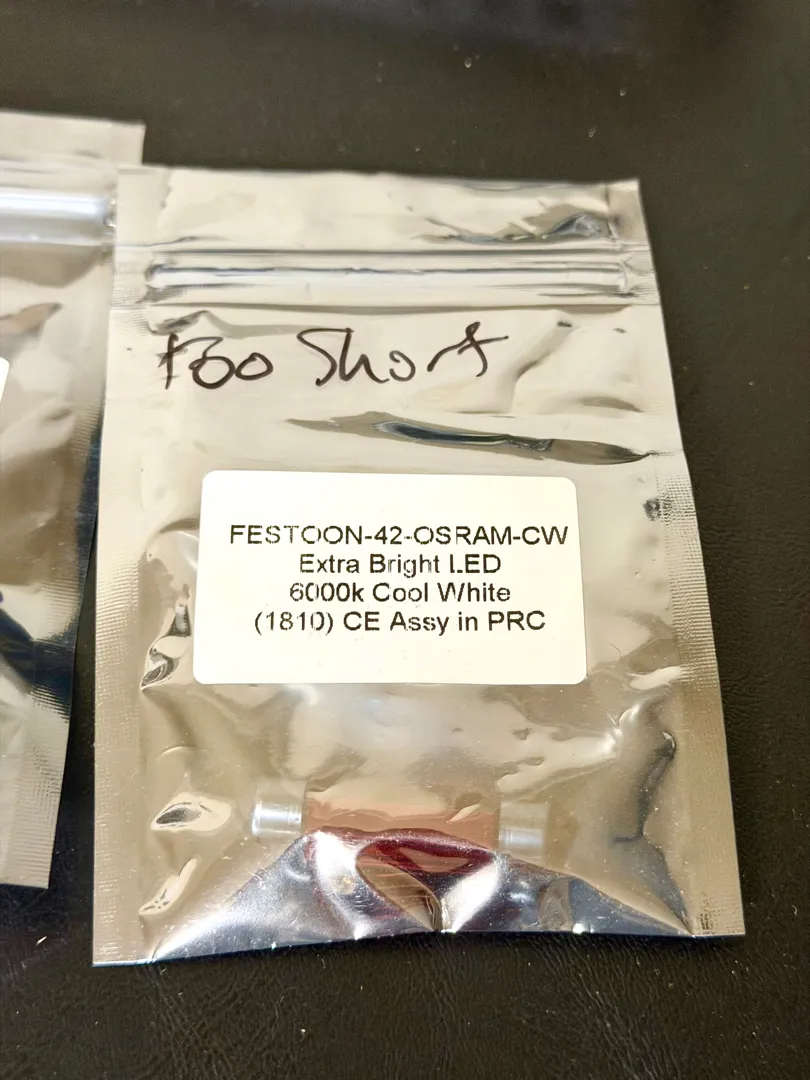 Too Short
FESTOON-42-OSRAM-CW
Extra Bright LED
6000k Cool White
(1810) CE Assy in PRC